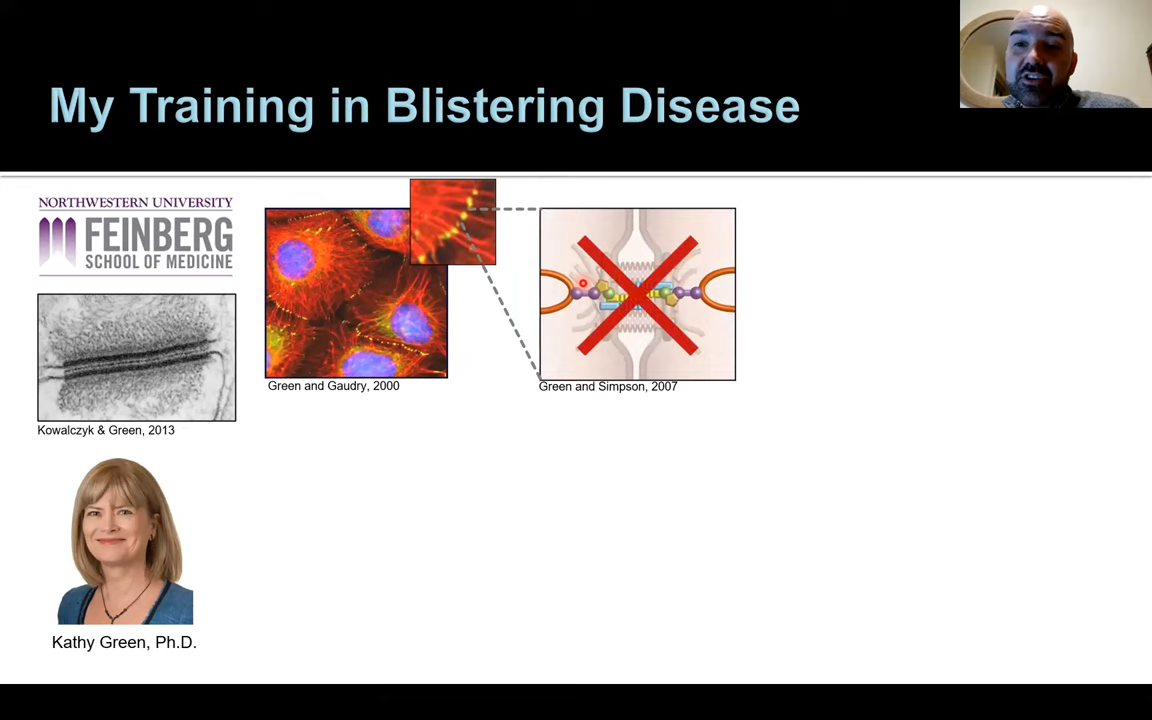 My Training in Blistering Disease
NORTHWESTERN UNIVERSITY
FEINBERG
SCHOOL OF MEDICINE
Green and Gaudry, 2000
Green and Simpson, 2007
Kowalczyk & Green, 2013
Kathy Green, Ph.D.